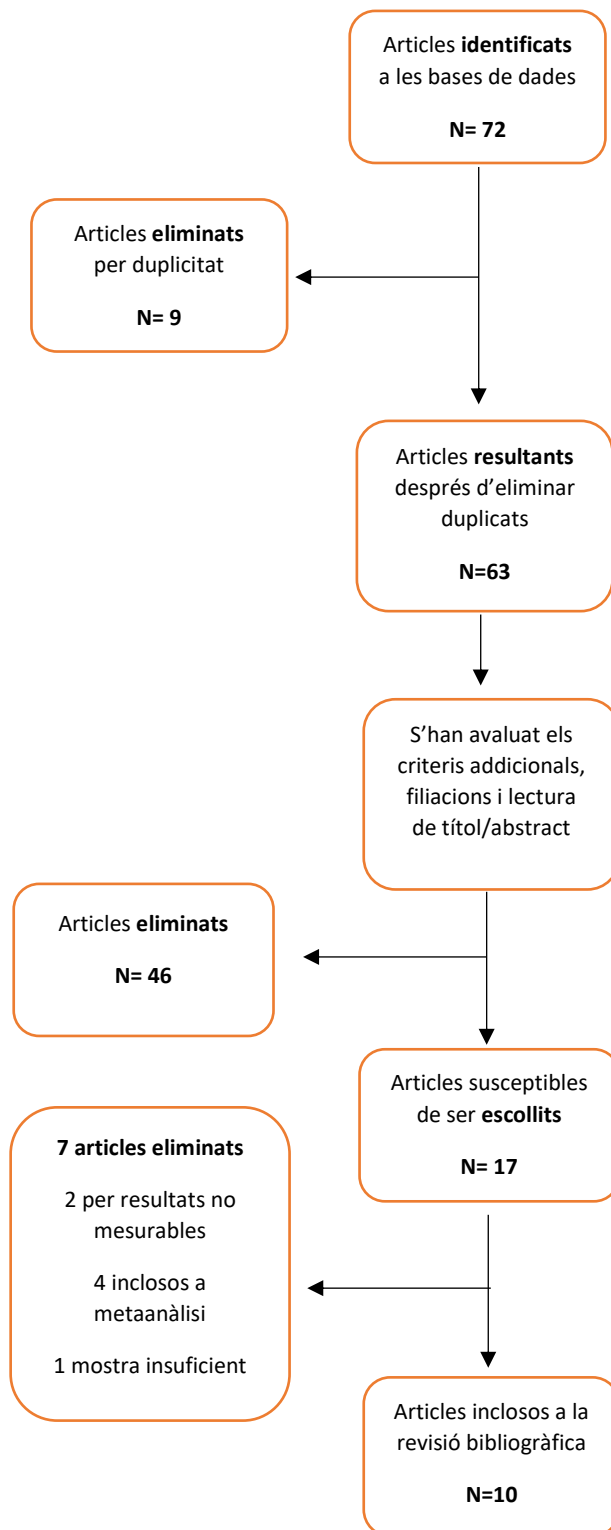 Articles identificats
a les bases de dades
N= 72
Articles eliminats
per duplicitat
N= 9
Articles resultants
després d’eliminar
duplicats
N=63
S’han avaluat els
criteris addicionals,
filiacions i lectura
de títol/abstract
Articles eliminats
N= 46
Articles susceptibles
de ser escollits
N= 17
7 articles eliminats
2 per resultats no
mesurables
4 inclosos a
metaanàlisi
1 mostra insuficient
Articles inclosos a la
revisió bibliogràfica
N=10